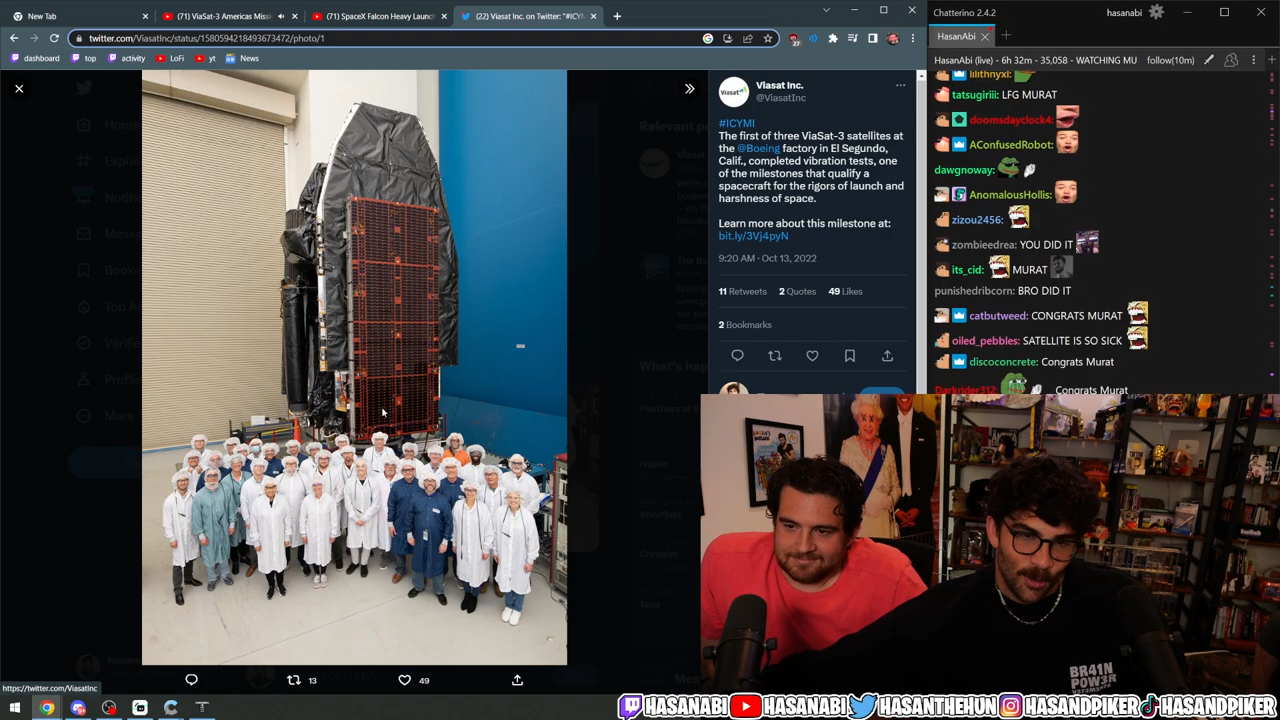 New Tab
(71) ViaSat-3 Americas Missi
(71) SpaceX Falcon Heavy Launch
(22) Viasat Inc. on Twitter: "#ICYM
twitter.com/ViasatInc/status/1580594218493673472/photo/1
dashboard
top
activity
LoFi
yt
News
Viasat Inc.
@ViasatInc
#ICYMI
The first of three ViaSat-3 satellites at
the @Boeing factory in El Segundo,
Calif., completed vibration tests, one
of the milestones that qualify a
spacecraft for the rigors of launch and
harshness of space.
Learn more about this milestone at:
bit.ly/3Vj4pyN
9:20 AM · Oct 13, 2022
11 Retweets 2 Quotes 49 Likes
2 Bookmarks
13
49
https://twitter.com/ViasatInc
Chatterino 2.4.2
hasanabi
HasanAbi
HasanAbi (live) - 6h 32m - 35,058 - WATCHING MU
follow(10m)
lilithnyxl:
tatsugiriii: LFG MURAT
doomsdayclock4:
AConfusedRobot:
dawgnoway:
AnomalousHollis:
zizou2456:
zombieedrea: YOU DID IT
its_cid: MURAT
punishedribcorn: BRO DID IT
catbutweed: CONGRATS MURAT
oiled_pebbles: SATELLITE IS SO SICK
discoconcrete: Congrats Murat
Darkrider312: Congrats Murat
BR41N
POW3R
HASANABI
HASANABI
HASANTHEHUN
HASANDPIKER
HASANDPIKER